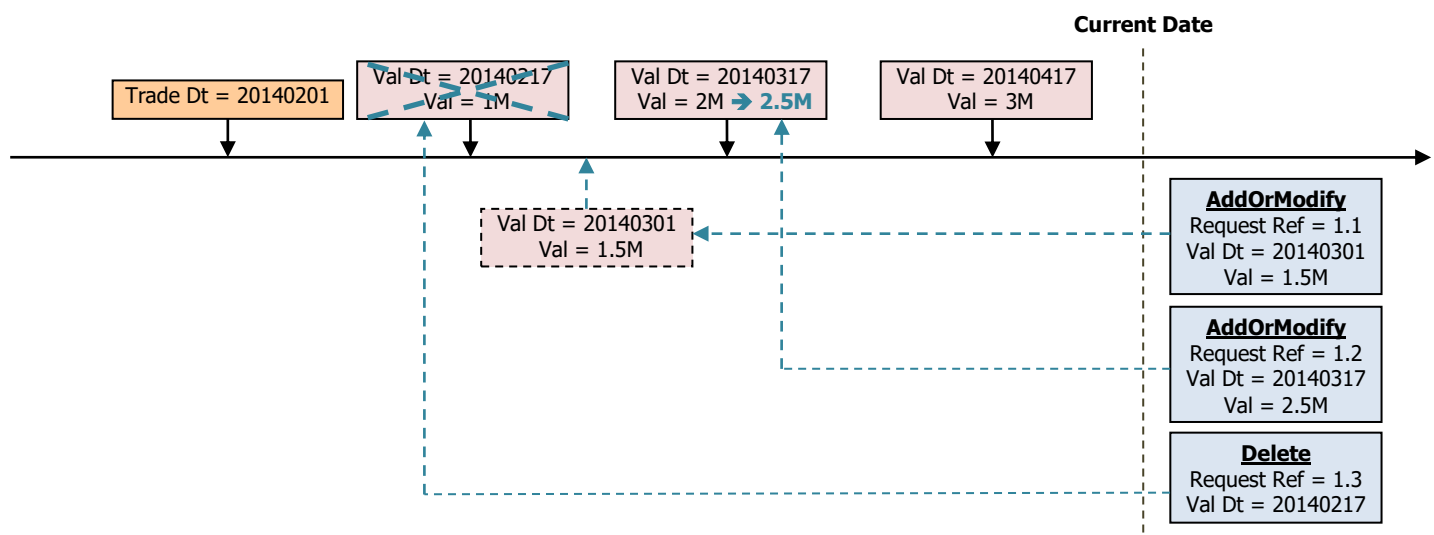 Current Date
Trade Dt = 20140201
Val Dt = 20140217
Val = 1M
Val Dt = 20140317
Val = 2M ➔ 2.5M
Val Dt = 20140417
Val = 3M
Val Dt = 20140301
Val = 1.5M
AddOrModify
Request Ref = 1.1
Val Dt = 20140301
Val = 1.5M
AddOrModify
Request Ref = 1.2
Val Dt = 20140317
Val = 2.5M
Delete
Request Ref = 1.3
Val Dt = 20140217